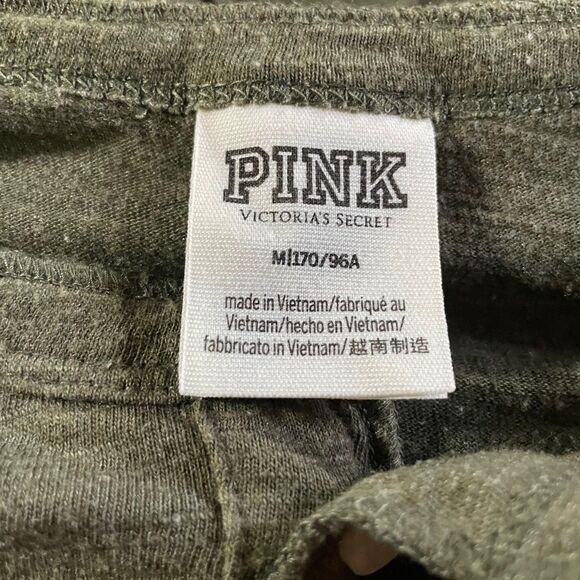 PINK
VICTORIA'S SECRET
M|170/96A
made in Vietnam/fabriqué au
Vietnam/hecho en Vietnam/
fabbricato in Vietnam/越南制造